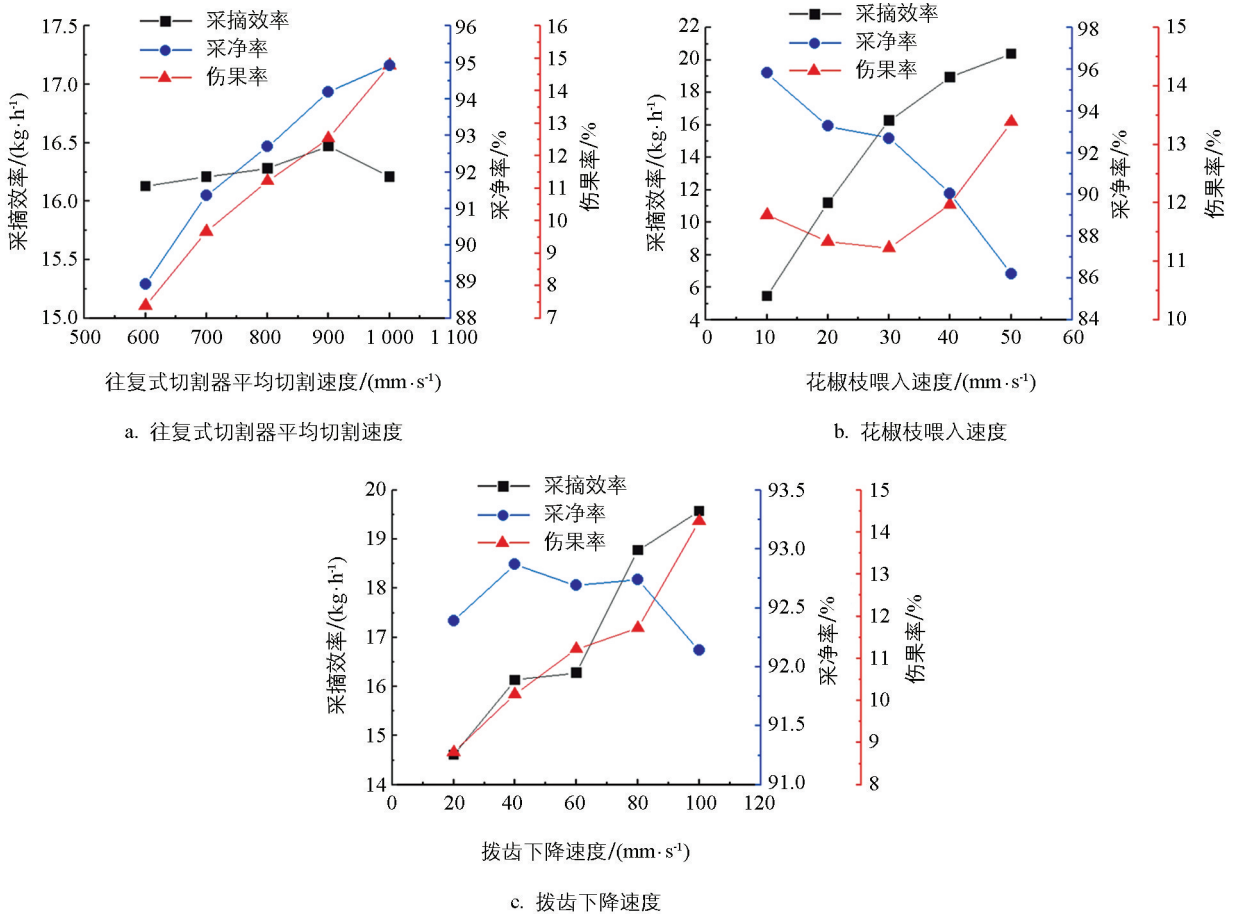 采摘效率
采净率
伤果率
采摘效率/(kg·h⁻¹)
17.5
17.0
16.5
16.0
15.5
15.0
96
95
94
93
92
91
90
89
88
采净率/%
16
15
14
13
12
11
10
9
8
7
伤果率/%
500 600 700 800 900 1 000 1 100
往复式切割器平均切割速度/(mm·s⁻¹)
a. 往复式切割器平均切割速度
采摘效率
采净率
伤果率
采摘效率/(kg·h⁻¹)
22
20
18
16
14
12
10
8
6
4
98
96
94
92
90
88
86
84
采净率/%
15
14
13
12
11
10
伤果率/%
0 10 20 30 40 50 60
花椒枝喂入速度/(mm·s⁻¹)
b. 花椒枝喂入速度
采摘效率
采净率
伤果率
采摘效率/(kg·h⁻¹)
20
19
18
17
16
15
14
93.5
93.0
92.5
92.0
91.5
91.0
采净率/%
15
14
13
12
11
10
9
8
伤果率/%
0 20 40 60 80 100 120
拨齿下降速度/(mm·s⁻¹)
c. 拨齿下降速度